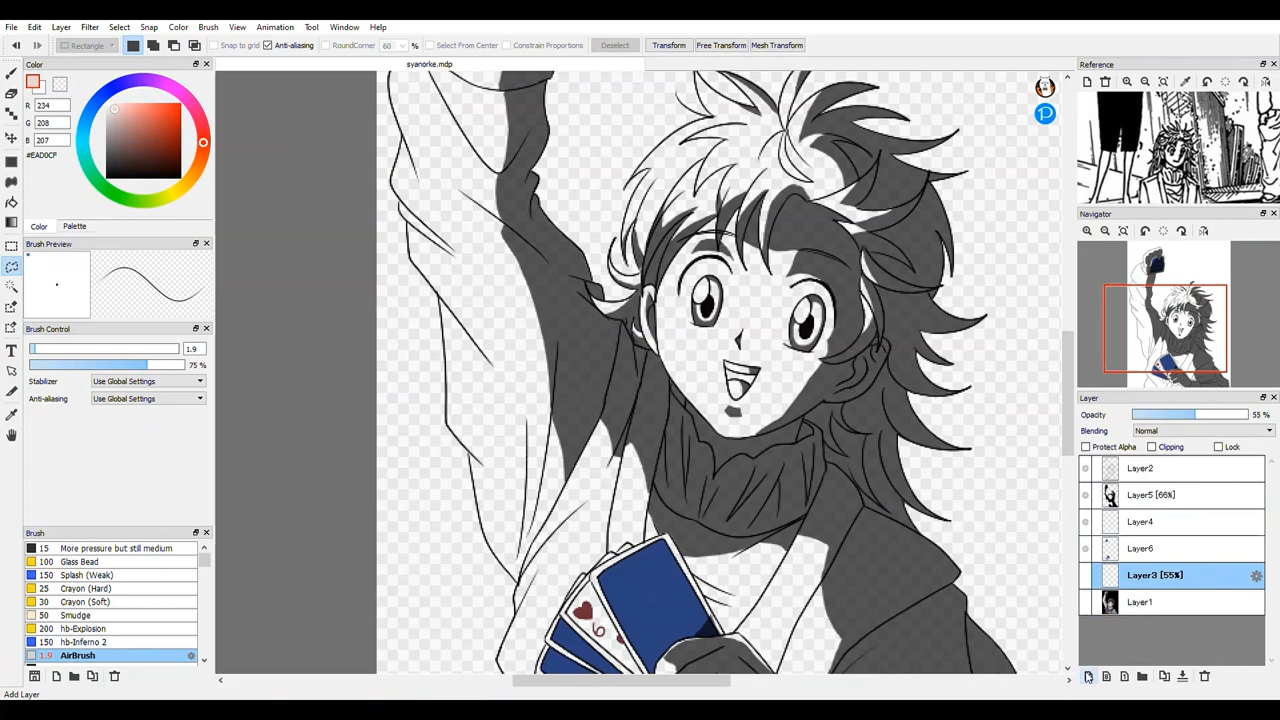 File Edit Layer Filter Select Snap Color Brush View Animation Tool Window Help
Rectangle Snap to grid Anti-aliasing RoundCorner 60 % Select From Center Constrain Proportions Deselect Transform Free Transform Mesh Transform
Color
syanorke.mdp
Reference
R 234
G 208
B 207
#EAD0CF
Color Palette
Brush Preview
Brush Control
1.9
75 %
Stabilizer Use Global Settings
Anti-aliasing Use Global Settings
Brush
15 More pressure but still medium
100 Glass Bead
150 Splash (Weak)
25 Crayon (Hard)
30 Crayon (Soft)
50 Smudge
200 hb-Explosion
150 hb-Inferno 2
1.9 AirBrush
Add Layer
6
P
Navigator
Layer
Opacity 55 %
Blending Normal
Protect Alpha Clipping Lock
Layer2
Layer5 [66%]
Layer4
Layer6
Layer3 [55%]
Layer1